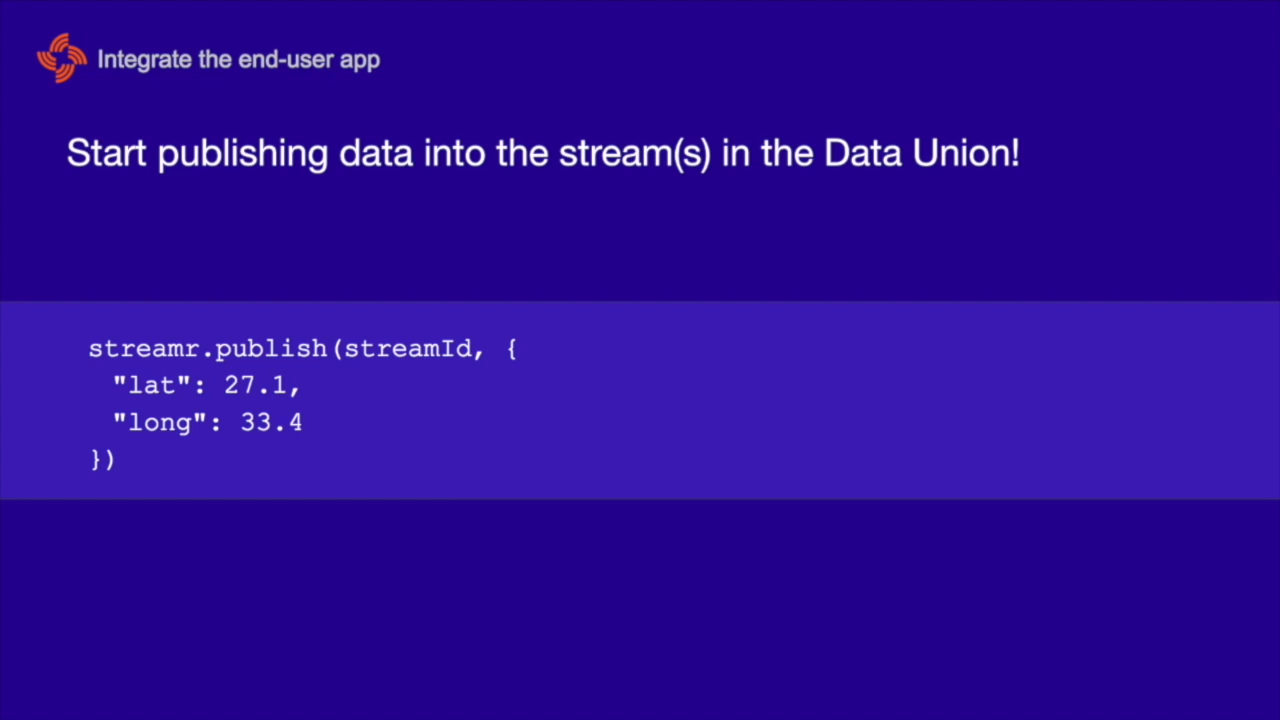 Integrate the end-user app
Start publishing data into the stream(s) in the Data Union!
streamr.publish(streamId, {
"lat": 27.1,
"long": 33.4
})